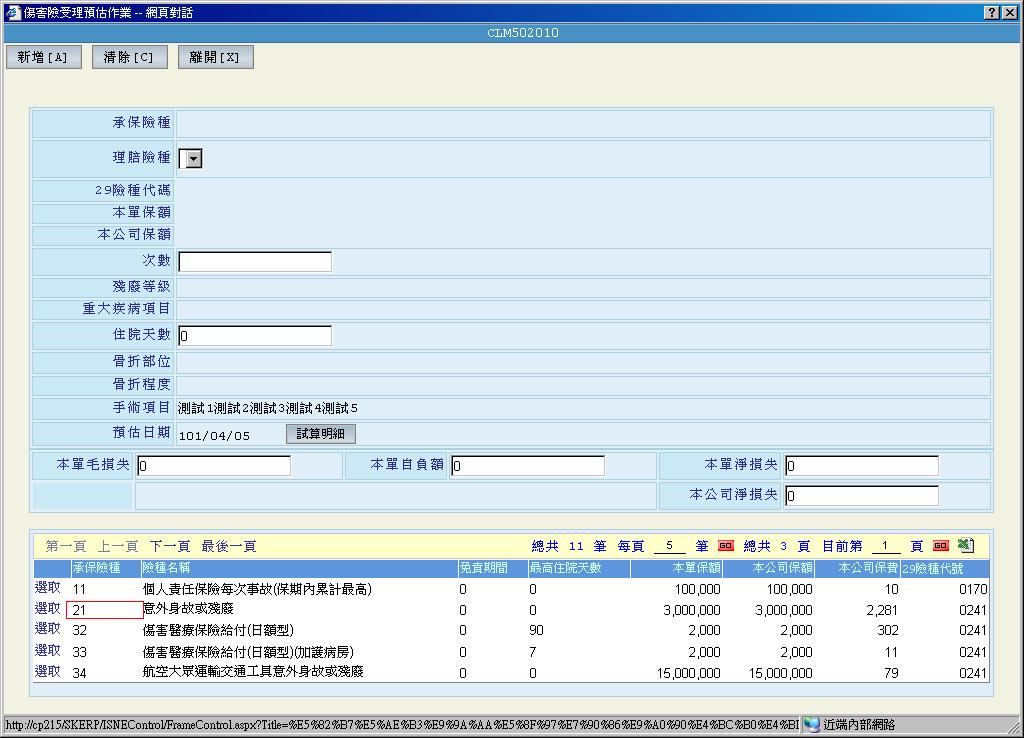 傷害險受理預估作業 -- 網頁對話
CLM502010
新增[A] 清除[C] 離開[X]
承保險種
理賠險種
29險種代碼
本單保額
本公司保額
次數
殘廢等級
重大疾病項目
住院天數 0
骨折部位
骨折程度
手術項目 測試1測試2測試3測試4測試5
預估日期 101/04/05 試算明細
本單毛損失 0 本單自負額 0 本單淨損失 0
本公司淨損失 0
第一頁 上一頁 下一頁 最後一頁 總共 11 筆 每頁 5 筆 GO 總共 3 頁 目前第 1 頁 GO
承保險種 險種名稱 免責期間 最高住院天數 本單保額 本公司保額 本公司保費 29險種代號
選取 11 個人責任保險每次事故(保期內累計最高) 0 0 100,000 100,000 10 0170
選取 21 意外身故或殘廢 0 0 3,000,000 3,000,000 2,281 0241
選取 32 傷害醫療保險給付(日額型) 0 90 2,000 2,000 302 0241
選取 33 傷害醫療保險給付(日額型)(加護病房) 0 7 2,000 2,000 11 0241
選取 34 航空大眾運輸交通工具意外身故或殘廢 0 0 15,000,000 15,000,000 79 0241
http://cp215/SKERP/ISNEControl/FrameControl.aspx?Title=%E5%82%B7%E5%AE%B3%E9%9A%AA%E5%8F%97%E7%90%86%E9%A0%90%E4%BC%B0%E4%BI 近端內部網路